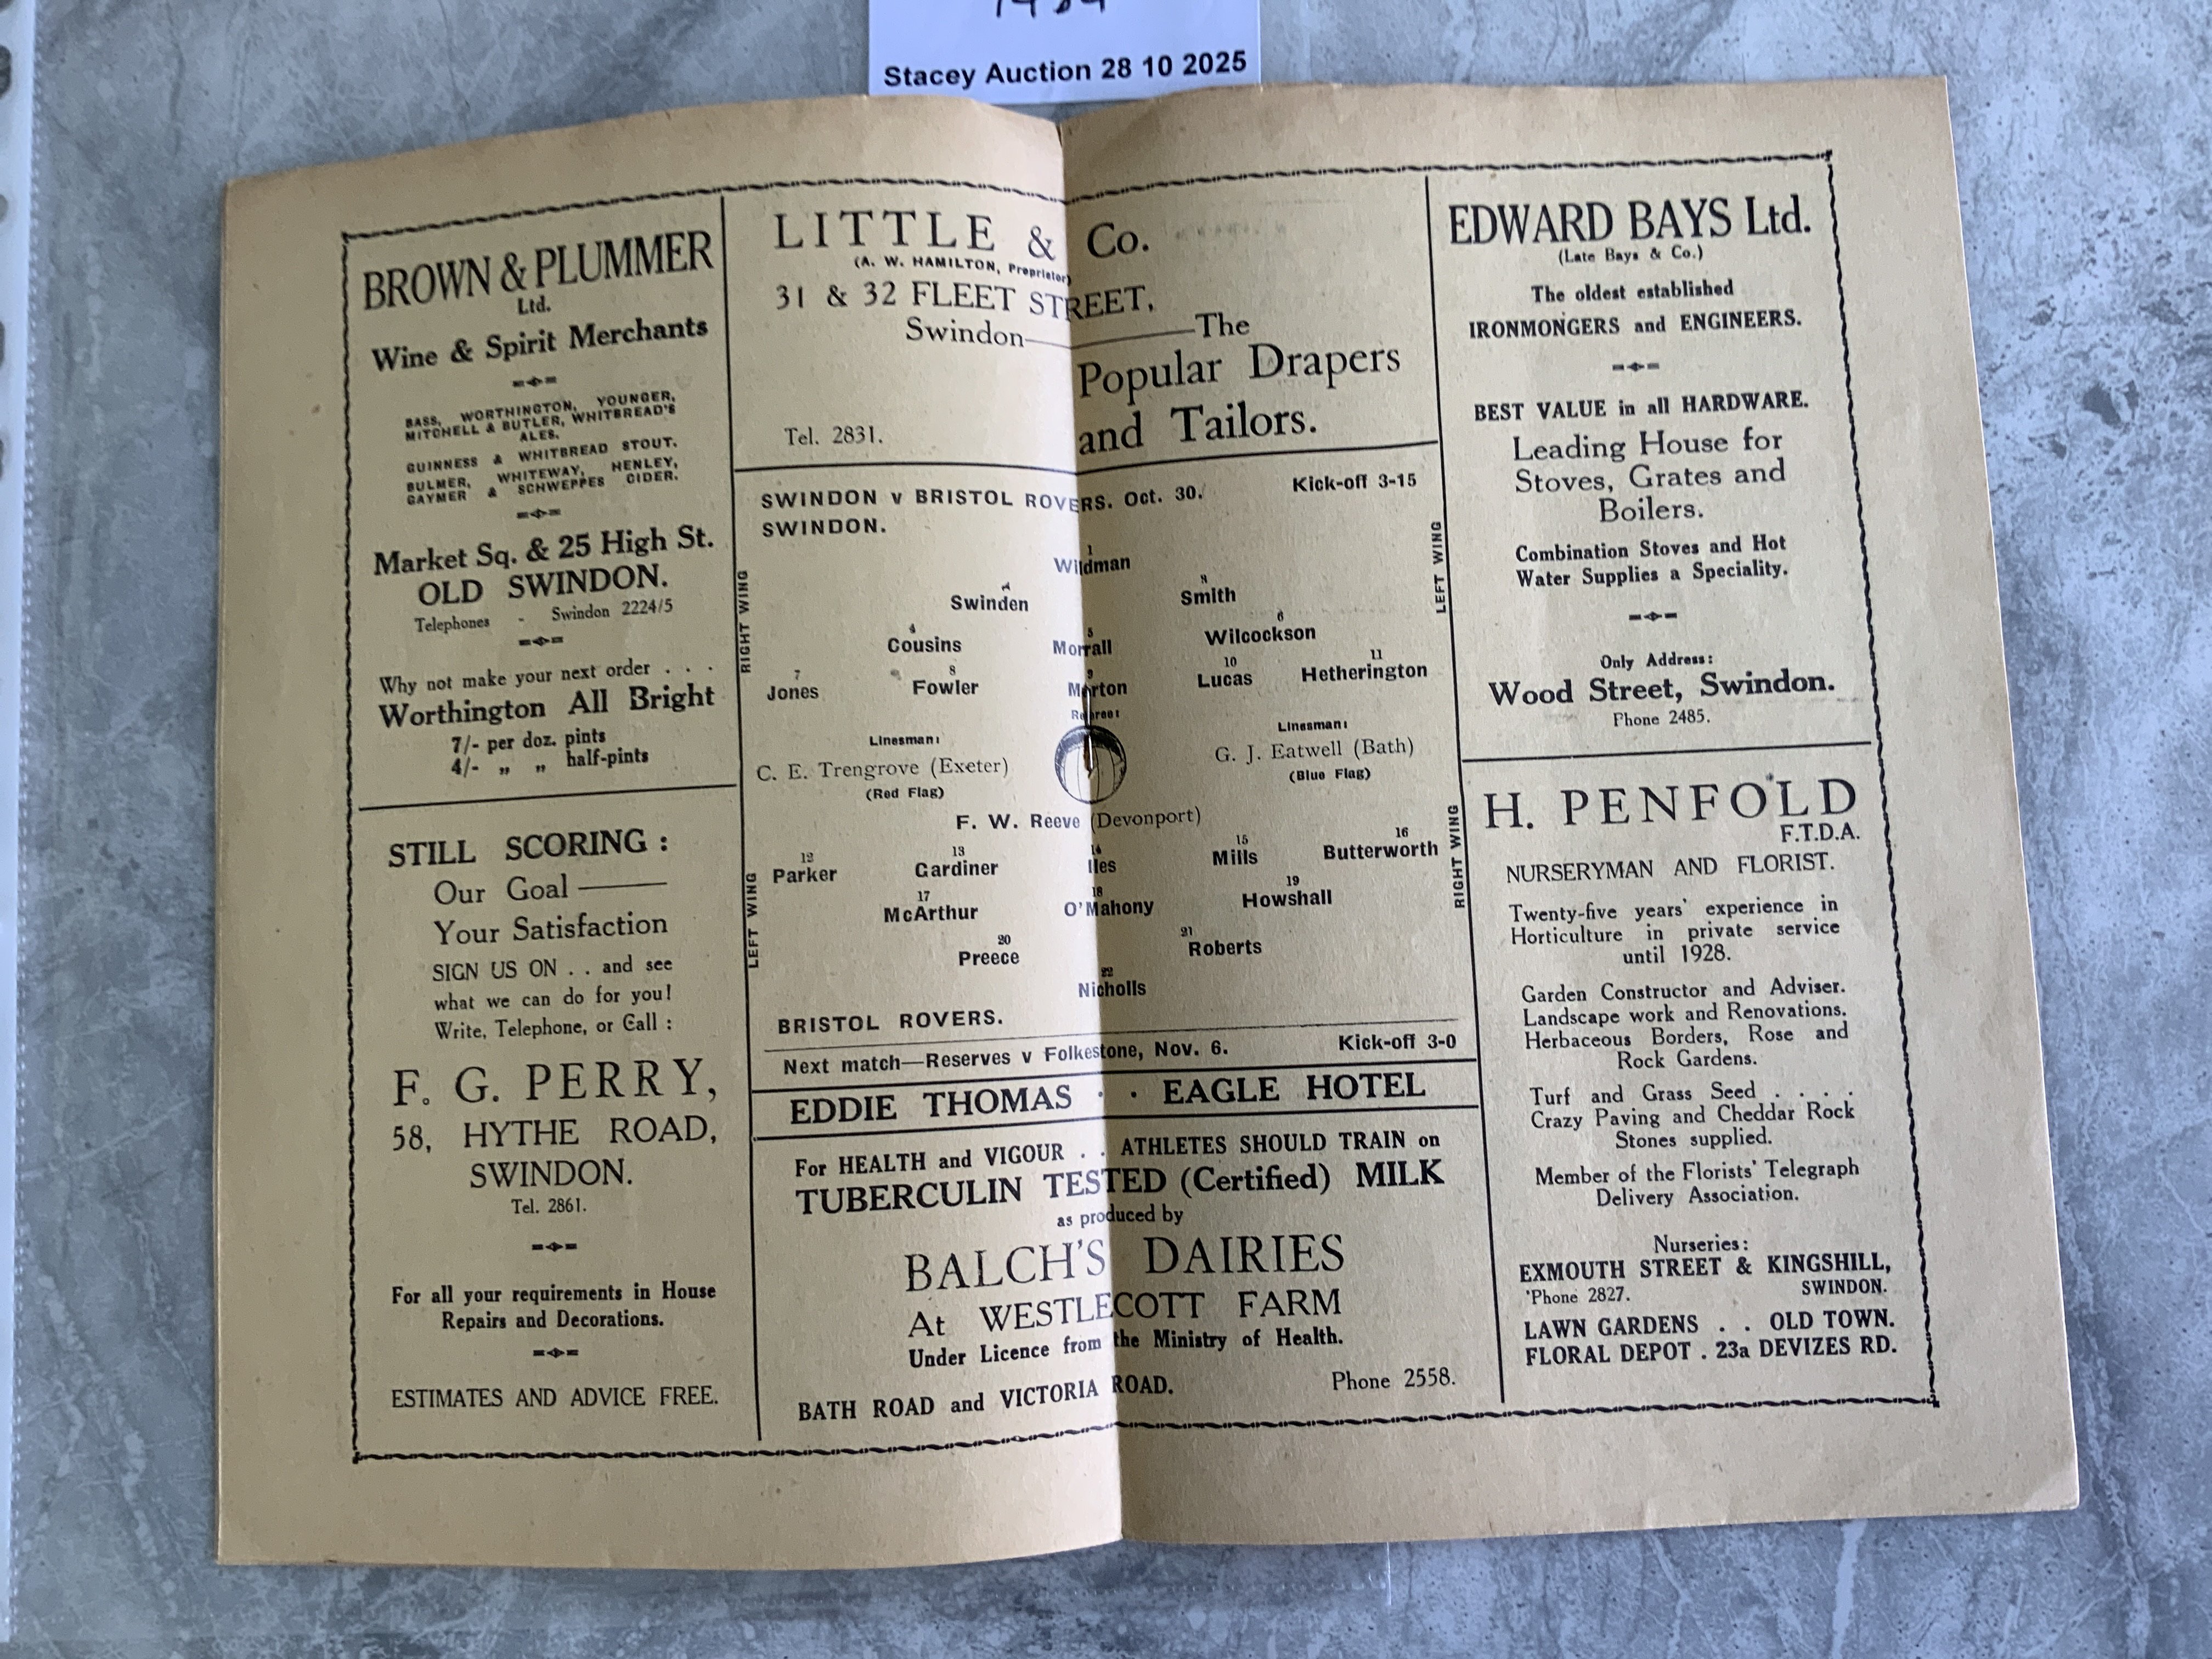 Stacey Auction 28 10 2025
BROWN & PLUMMER
Ltd.
Wine & Spirit Merchants
BASS, WORTHINGTON, YOUNGER,
MITCHELL & BUTLER, WHITBREAD'S
ALES.
GUINNESS & WHITBREAD STOUT.
BULMER, WHITEWAY, HENLEY,
GAYMER & SCHWEPPES CIDER.
Market Sq. & 25 High St.
OLD SWINDON.
Telephones - Swindon 2224/5
Why not make your next order . . .
Worthington All Bright
7/- per doz. pints
4/- " " half-pints
STILL SCORING :
Our Goal ———
Your Satisfaction
SIGN US ON . . and see
what we can do for you!
Write, Telephone, or Call :
F. G. PERRY,
58, HYTHE ROAD,
SWINDON.
Tel. 2861.
For all your requirements in House
Repairs and Decorations.
ESTIMATES AND ADVICE FREE.
LITTLE & Co.
(A. W. HAMILTON, Proprietor)
31 & 32 FLEET STREET,
Swindon———The
Popular Drapers
and Tailors.
Tel. 2831.
SWINDON v BRISTOL ROVERS. Oct. 30. Kick-off 3-15
SWINDON.
RIGHT WING
LEFT WING
1
Wildman
Swinden Smith
4 5 6
Cousins Morrall Wilcockson
7 8 9 10 11
Jones Fowler Morton Lucas Hetherington
Referee:
Linesman: Linesman:
C. E. Trengrove (Exeter) G. J. Eatwell (Bath)
(Red Flag) (Blue Flag)
F. W. Reeve (Devonport)
12 13 14 15 16
Parker Gardiner Iles Mills Butterworth
17 18 19
McArthur O'Mahony Howshall
20 21
Preece Roberts
22
Nicholls
LEFT WING
RIGHT WING
BRISTOL ROVERS.
Next match—Reserves v Folkestone, Nov. 6. Kick-off 3-0
EDDIE THOMAS · · EAGLE HOTEL
For HEALTH and VIGOUR . . ATHLETES SHOULD TRAIN on
TUBERCULIN TESTED (Certified) MILK
as produced by
BALCH'S DAIRIES
At WESTLECOTT FARM
Under Licence from the Ministry of Health.
BATH ROAD and VICTORIA ROAD. Phone 2558.
EDWARD BAYS Ltd.
(Late Bays & Co.)
The oldest established
IRONMONGERS and ENGINEERS.
BEST VALUE in all HARDWARE.
Leading House for
Stoves, Grates and
Boilers.
Combination Stoves and Hot
Water Supplies a Speciality.
Only Address:
Wood Street, Swindon.
Phone 2485.
H. PENFOLD
F.T.D.A.
NURSERYMAN AND FLORIST.
Twenty-five years' experience in
Horticulture in private service
until 1928.
Garden Constructor and Adviser.
Landscape work and Renovations.
Herbaceous Borders, Rose and
Rock Gardens.
Turf and Grass Seed . . . .
Crazy Paving and Cheddar Rock
Stones supplied.
Member of the Florists' Telegraph
Delivery Association.
Nurseries:
EXMOUTH STREET & KINGSHILL,
'Phone 2827. SWINDON.
LAWN GARDENS . . OLD TOWN.
FLORAL DEPOT . 23a DEVIZES RD.